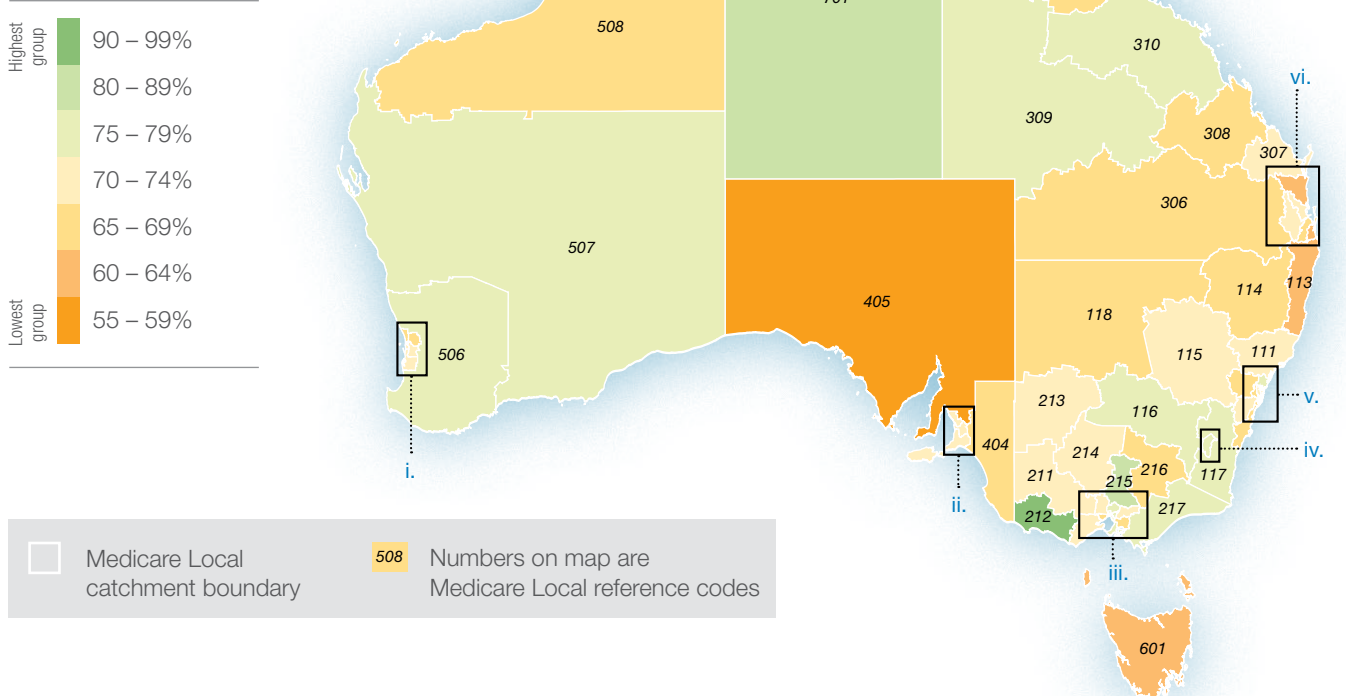 Highest
group
90 – 99%
80 – 89%
75 – 79%
70 – 74%
65 – 69%
60 – 64%
Lowest
group
55 – 59%
508
310
309
308
307
vi.
306
507
405
113
114
118
506
115
111
213
116
v.
404
214
iv.
i.
211
215
216
117
ii.
212
217
iii.
601
Medicare Local
catchment boundary
508
Numbers on map are
Medicare Local reference codes